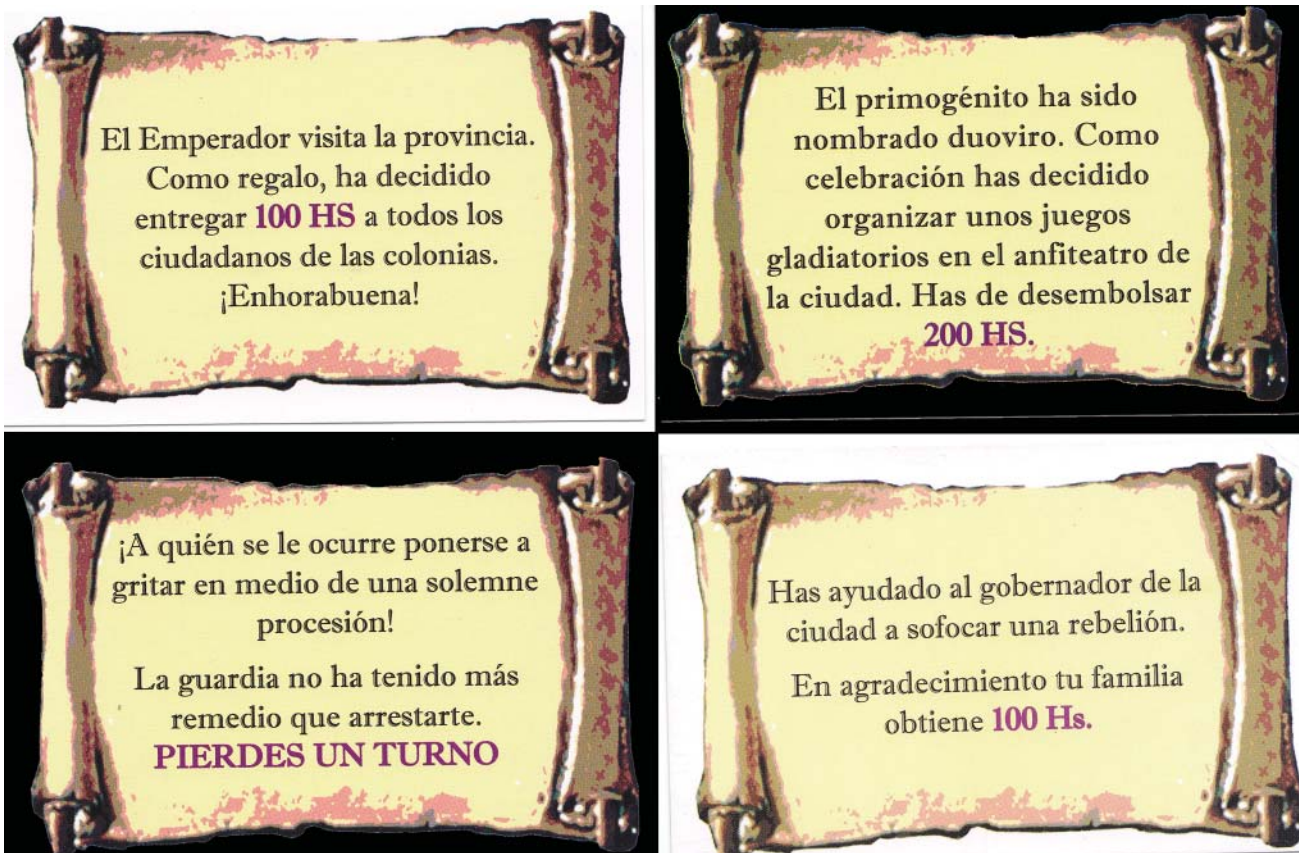 El Emperador visita la provincia.
Como regalo, ha decidido
entregar 100 HS a todos los
ciudadanos de las colonias.
¡Enhorabuena!
El primogénito ha sido
nombrado duoviro. Como
celebración has decidido
organizar unos juegos
gladiatorios en el anfiteatro de
la ciudad. Has de desembolsar
200 HS.
¡A quién se le ocurre ponerse a
gritar en medio de una solemne
procesión!
La guardia no ha tenido más
remedio que arrestarte.
PIERDES UN TURNO
Has ayudado al gobernador de la
ciudad a sofocar una rebelión.
En agradecimiento tu familia
obtiene 100 Hs.